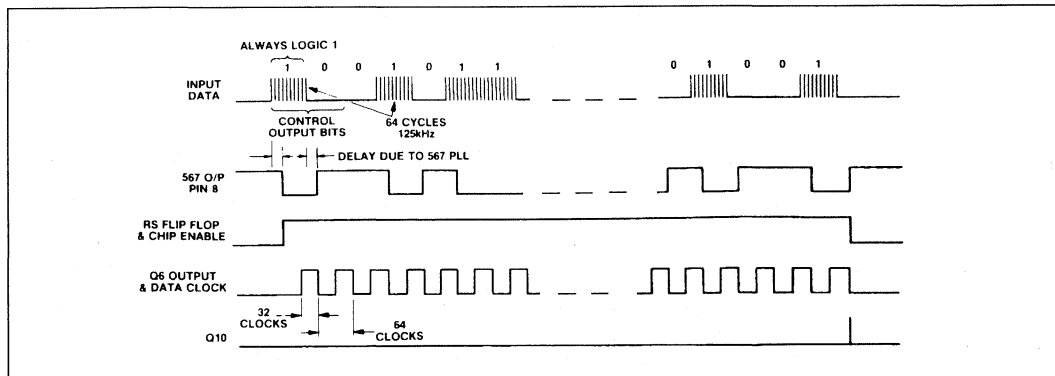 ALWAYS LOGIC 1
1 0 0 1 0 1 1 0 1 0 0 1
INPUT
DATA
CONTROL
OUTPUT BITS
64 CYCLES
125kHz
DELAY DUE TO 567 PLL
567 O/P
PIN 8
RS FLIP FLOP
& CHIP ENABLE
Q6 OUTPUT
& DATA CLOCK
32
CLOCKS
64
CLOCKS
Q10